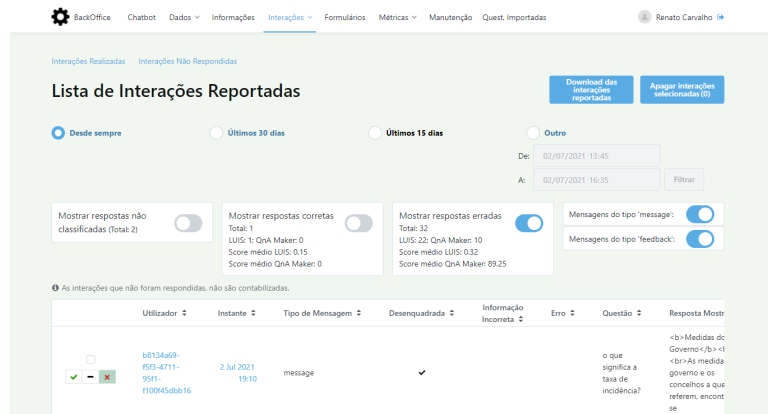 BackOffice Chatbot Dados Informações Interações Formulários Métricas Manutenção Quest. Importadas Renato Carvalho
Interações Realizadas Interações Não Respondidas
Lista de Interações Reportadas
Download das
interações
reportadas
Apagar interações
selecionadas (0)
Desde sempre Últimos 30 dias Últimos 15 dias Outro
De: 02/07/2021 13:45
A: 02/07/2021 16:35 Filtrar
Mostrar respostas não
classificadas (Total: 2)
Mostrar respostas corretas
Total: 1
LUIS: 1; QnA Maker: 0
Score médio LUIS: 0.15
Score médio QnA Maker: 0
Mostrar respostas erradas
Total: 32
LUIS: 22; QnA Maker: 10
Score médio LUIS: 0.32
Score médio QnA Maker: 89.25
Mensagens do tipo 'message':
Mensagens do tipo 'feedback':
As interações que não foram respondidas, não são contabilizadas.
Utilizador Instante Tipo de Mensagem Desenquadrada Informação
Incorreta Erro Questão Resposta Mostr
b8134a69-
f5f3-4711-
95f1-
f100f45dbb16
2 Jul 2021
19:10
message
o que
significa a
taxa de
incidência?
<b>Medidas do
Governo</b><l
<br>As medida
governo e os
concelhos a que
referem, encont
se